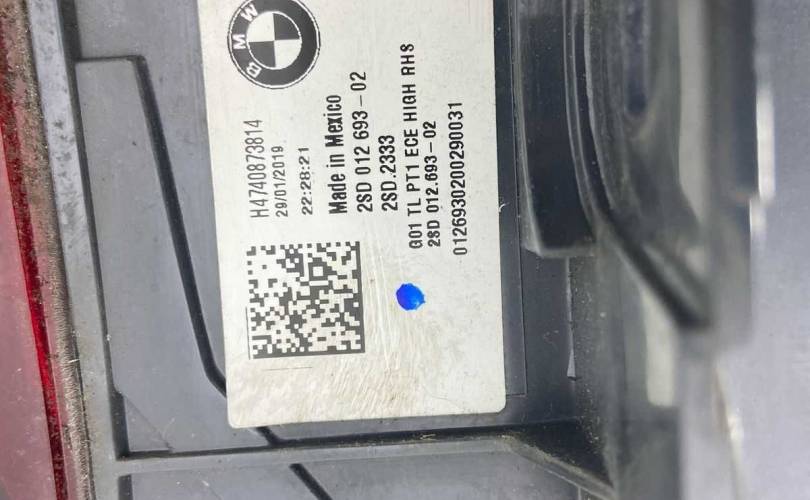 BMW
H4740873814
29/01/2019
22:28:21
Made in Mexico
2SD 012 693-02
2SD.2333
G01 TL PT1 ECE HIGH RHS
2SD 012.693-02
0126930200290031